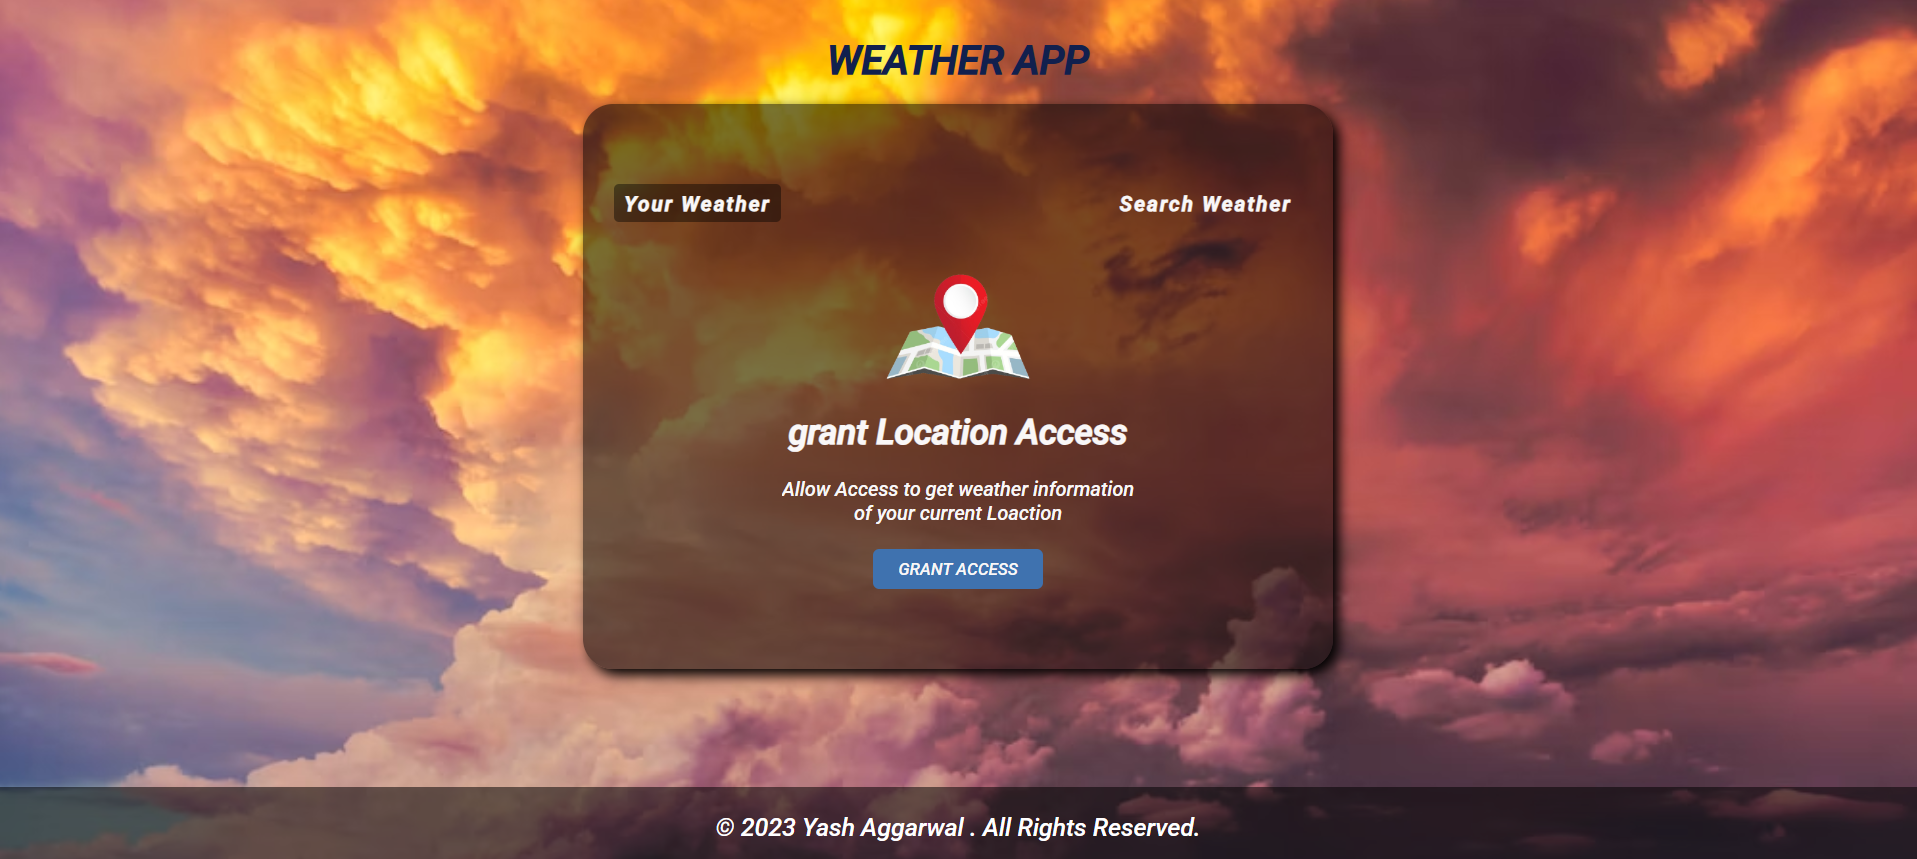 WEATHER APP
Your Weather
Search Weather
grant Location Access
Allow Access to get weather information
of your current Loaction
GRANT ACCESS
© 2023 Yash Aggarwal . All Rights Reserved.